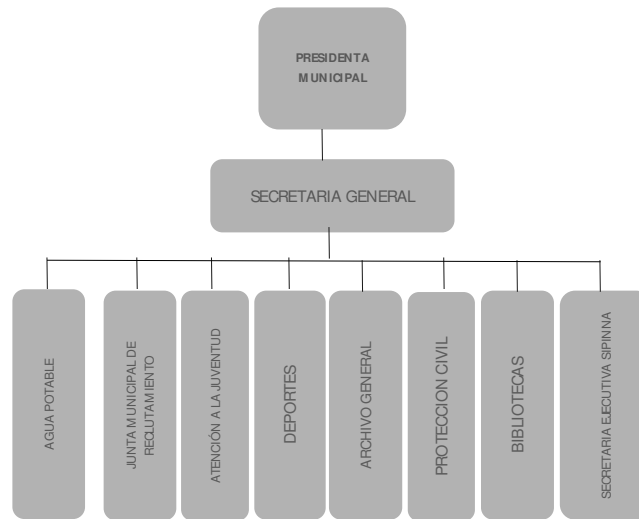 PRESIDENTA
MUNICIPAL
SECRETARIA GENERAL
AGUA POTABLE
JUNTA MUNICIPAL DE
RECLUTAMIENTO
ATENCIÓN A LA JUVENTUD
DEPORTES
ARCHIVO GENERAL
PROTECCION CIVIL
BIBLIOTECAS
SECRETARIA EJECUTIVA SIPINNA